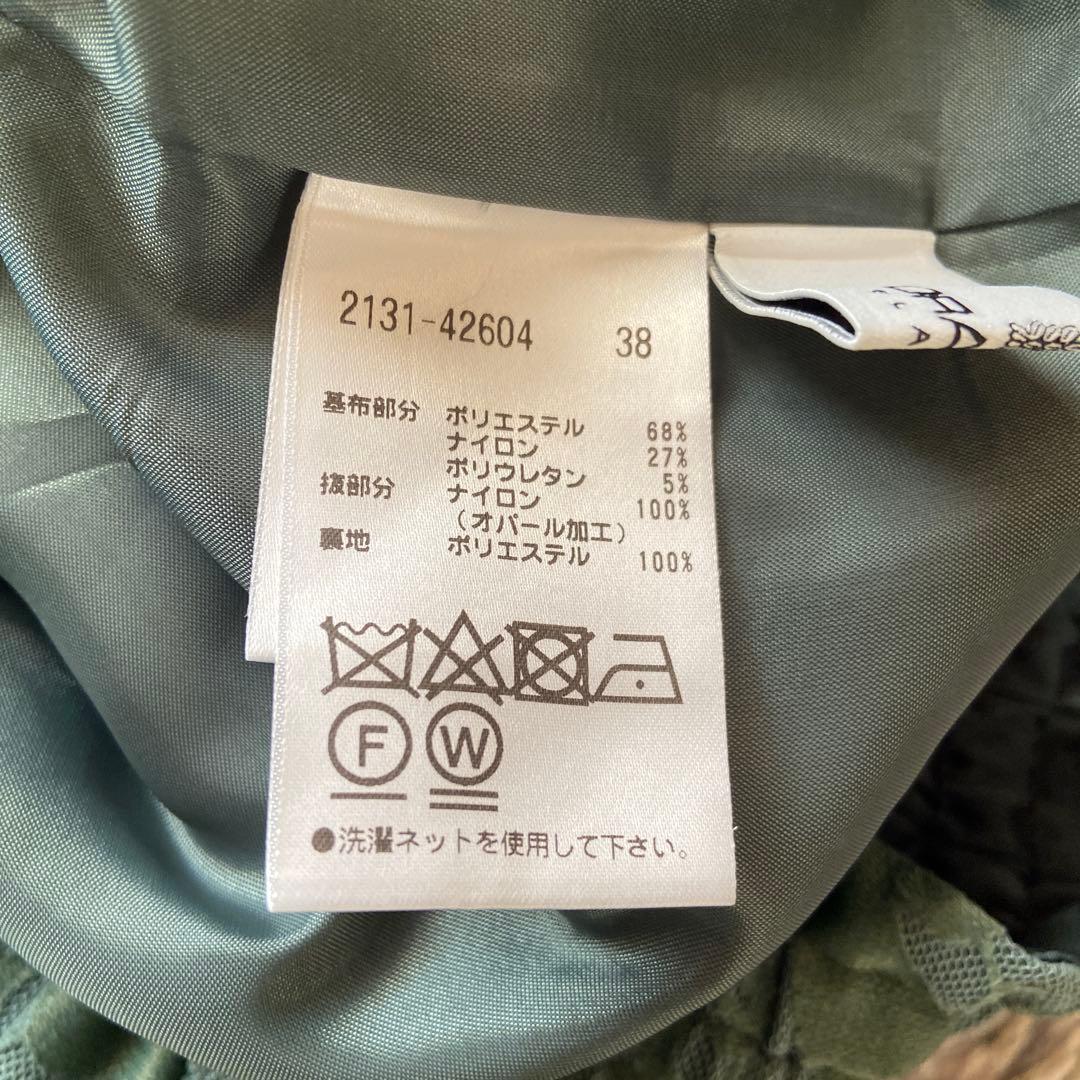 2131-42604 38
基布部分 ポリエステル 68%
ナイロン 27%
ポリウレタン 5%
抜部分 ナイロン 100%
(オパール加工)
裏地 ポリエステル 100%
F W
●洗濯ネットを使用して下さい。